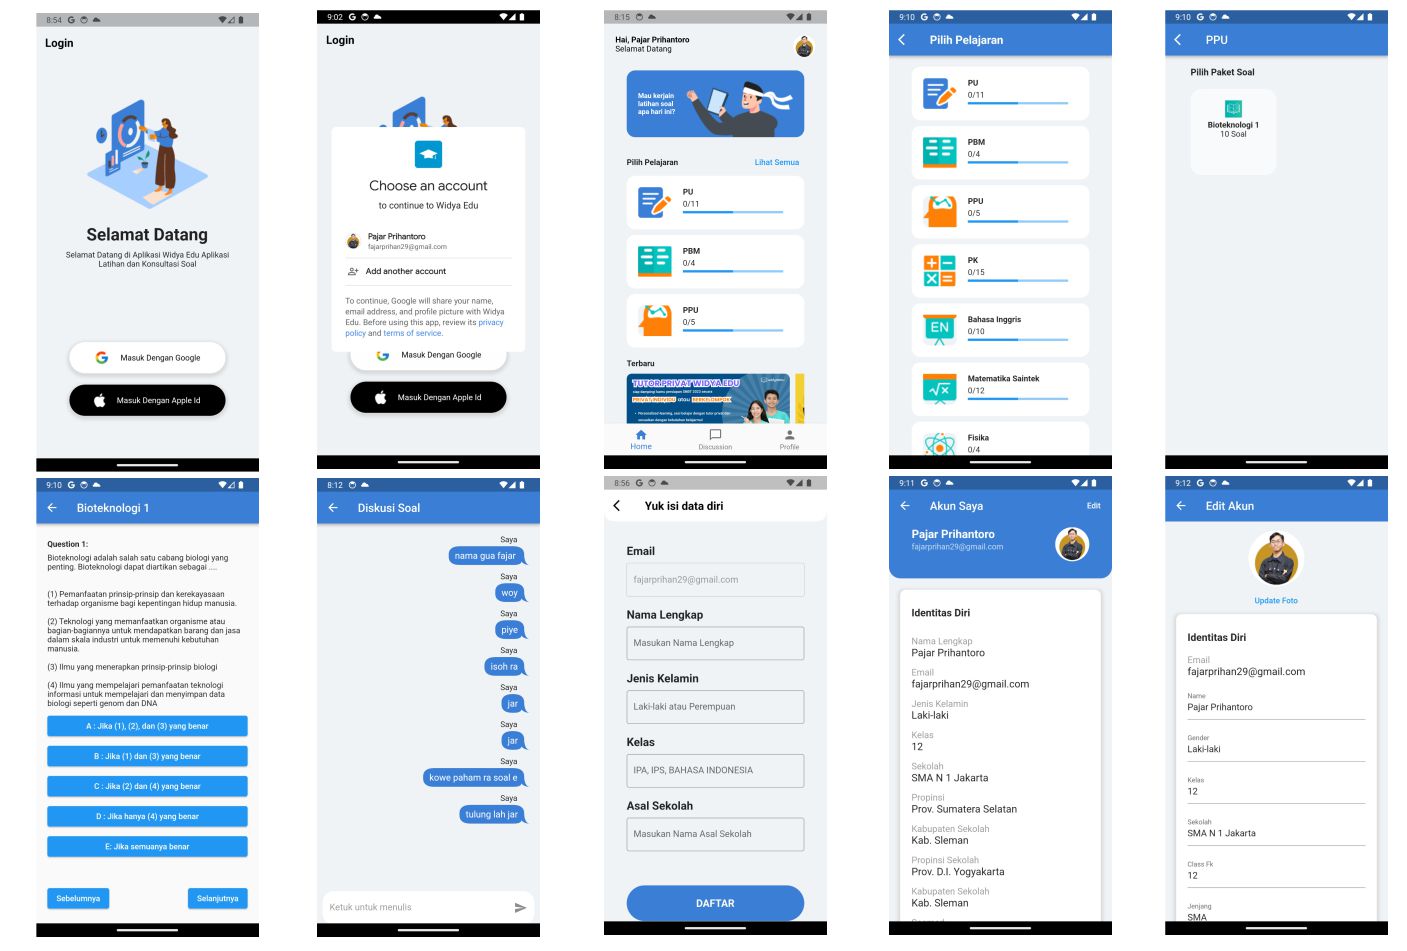 8:54
Login
Selamat Datang
Selamat Datang di Aplikasi Widya Edu Aplikasi
Latihan dan Konsultasi Soal
Masuk Dengan Google
Masuk Dengan Apple Id
9:02
Login
Choose an account
to continue to Widya Edu
Pajar Prihantoro
fajarprihan29@gmail.com
Add another account
To continue, Google will share your name,
email address, and profile picture with Widya
Edu. Before using this app, review its privacy
policy and terms of service.
Masuk Dengan Google
Masuk Dengan Apple Id
8:15
Hai, Pajar Prihantoro
Selamat Datang
Mau kerjain
latihan soal
apa hari ini?
Pilih Pelajaran
Lihat Semua
PU
0/11
PBM
0/4
PPU
0/5
Terbaru
TUTOR PRIVAT WIDYA EDU
PRIVAT INDIVIDU atau BERKELOMPOK
Home
Discussion
Profile
9:10
Pilih Pelajaran
PU
0/11
PBM
0/4
PPU
0/5
PK
0/15
EN
Bahasa Inggris
0/10
√x
Matematika Saintek
0/12
Fisika
0/4
9:10
PPU
Pilih Paket Soal
Bioteknologi 1
10 Soal
9:10
Bioteknologi 1
Question 1:
Bioteknologi adalah salah satu cabang biologi yang
penting. Bioteknologi dapat diartikan sebagai ....
(1) Pemanfaatan prinsip-prinsip dan kerekayasaan
terhadap organisme bagi kepentingan hidup manusia.
(2) Teknologi yang memanfaatkan organisme atau
bagian-bagiannya untuk mendapatkan barang dan jasa
dalam skala industri untuk memenuhi kebutuhan
manusia.
(3) Ilmu yang menerapkan prinsip-prinsip biologi
(4) Ilmu yang mempelajari pemanfaatan teknologi
informasi untuk mempelajari dan menyimpan data
biologi seperti genom dan DNA
A : Jika (1), (2), dan (3) yang benar
B : Jika (1) dan (3) yang benar
C : Jika (2) dan (4) yang benar
D : Jika hanya (4) yang benar
E: Jika semuanya benar
Sebelumnya
Selanjutnya
8:12
Diskusi Soal
Saya
nama gua fajar
Saya
woy
Saya
piye
Saya
isoh ra
Saya
jar
Saya
jar
Saya
kowe paham ra soal e
Saya
tulung lah jar
Ketuk untuk menulis
8:56
Yuk isi data diri
Email
fajarprihan29@gmail.com
Nama Lengkap
Masukan Nama Lengkap
Jenis Kelamin
Laki-laki atau Perempuan
Kelas
IPA, IPS, BAHASA INDONESIA
Asal Sekolah
Masukan Nama Asal Sekolah
DAFTAR
9:11
Akun Saya
Edit
Pajar Prihantoro
fajarprihan29@gmail.com
Identitas Diri
Nama Lengkap
Pajar Prihantoro
Email
fajarprihan29@gmail.com
Jenis Kelamin
Laki-laki
Kelas
12
Sekolah
SMA N 1 Jakarta
Propinsi
Prov. Sumatera Selatan
Kabupaten Sekolah
Kab. Sleman
Propinsi Sekolah
Prov. D.I. Yogyakarta
Kabupaten Sekolah
Kab. Sleman
9:12
Edit Akun
Update Foto
Identitas Diri
Email
fajarprihan29@gmail.com
Name
Pajar Prihantoro
Gender
Laki-laki
Kelas
12
Sekolah
SMA N 1 Jakarta
Class Fk
12
Jenjang
SMA